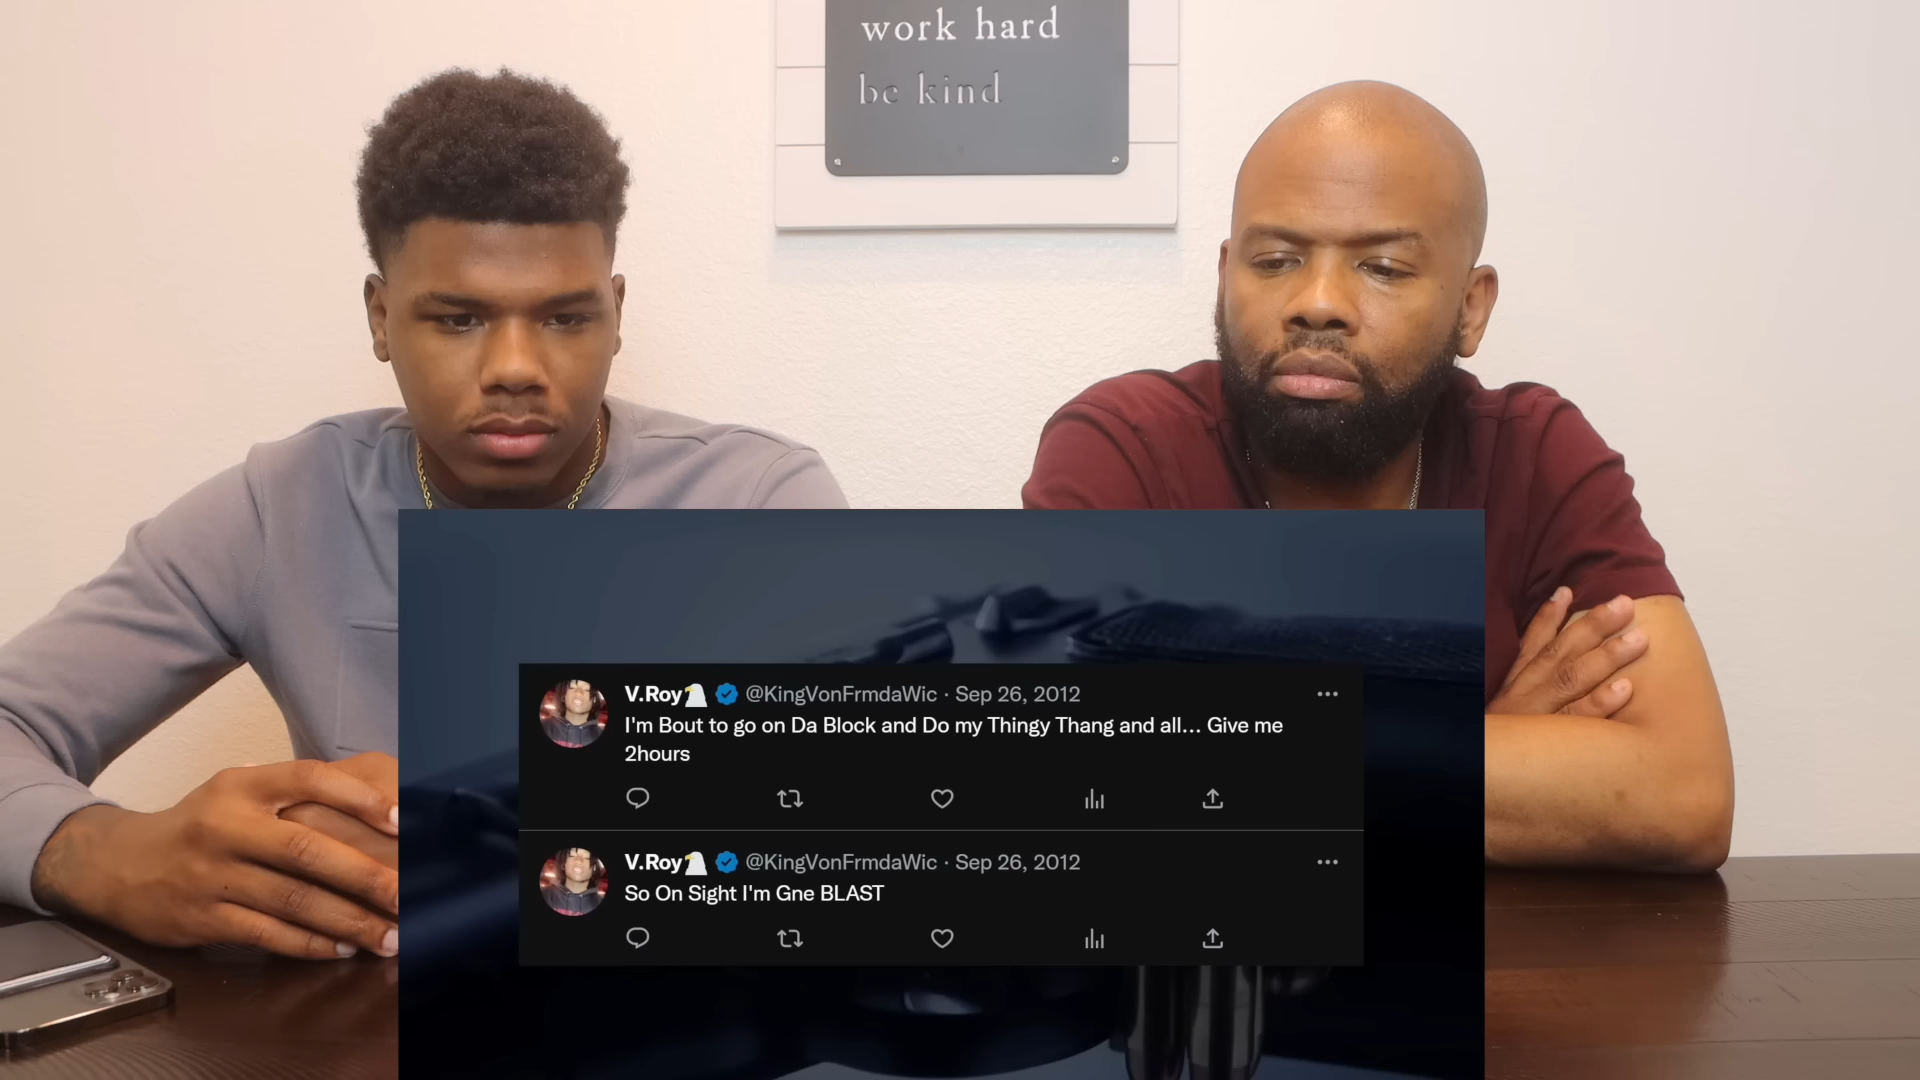 work hard
be kind
V.Roy @KingVonFrmdaWic · Sep 26, 2012
I'm Bout to go on Da Block and Do my Thingy Thang and all... Give me
2hours
V.Roy @KingVonFrmdaWic · Sep 26, 2012
So On Sight I'm Gne BLAST